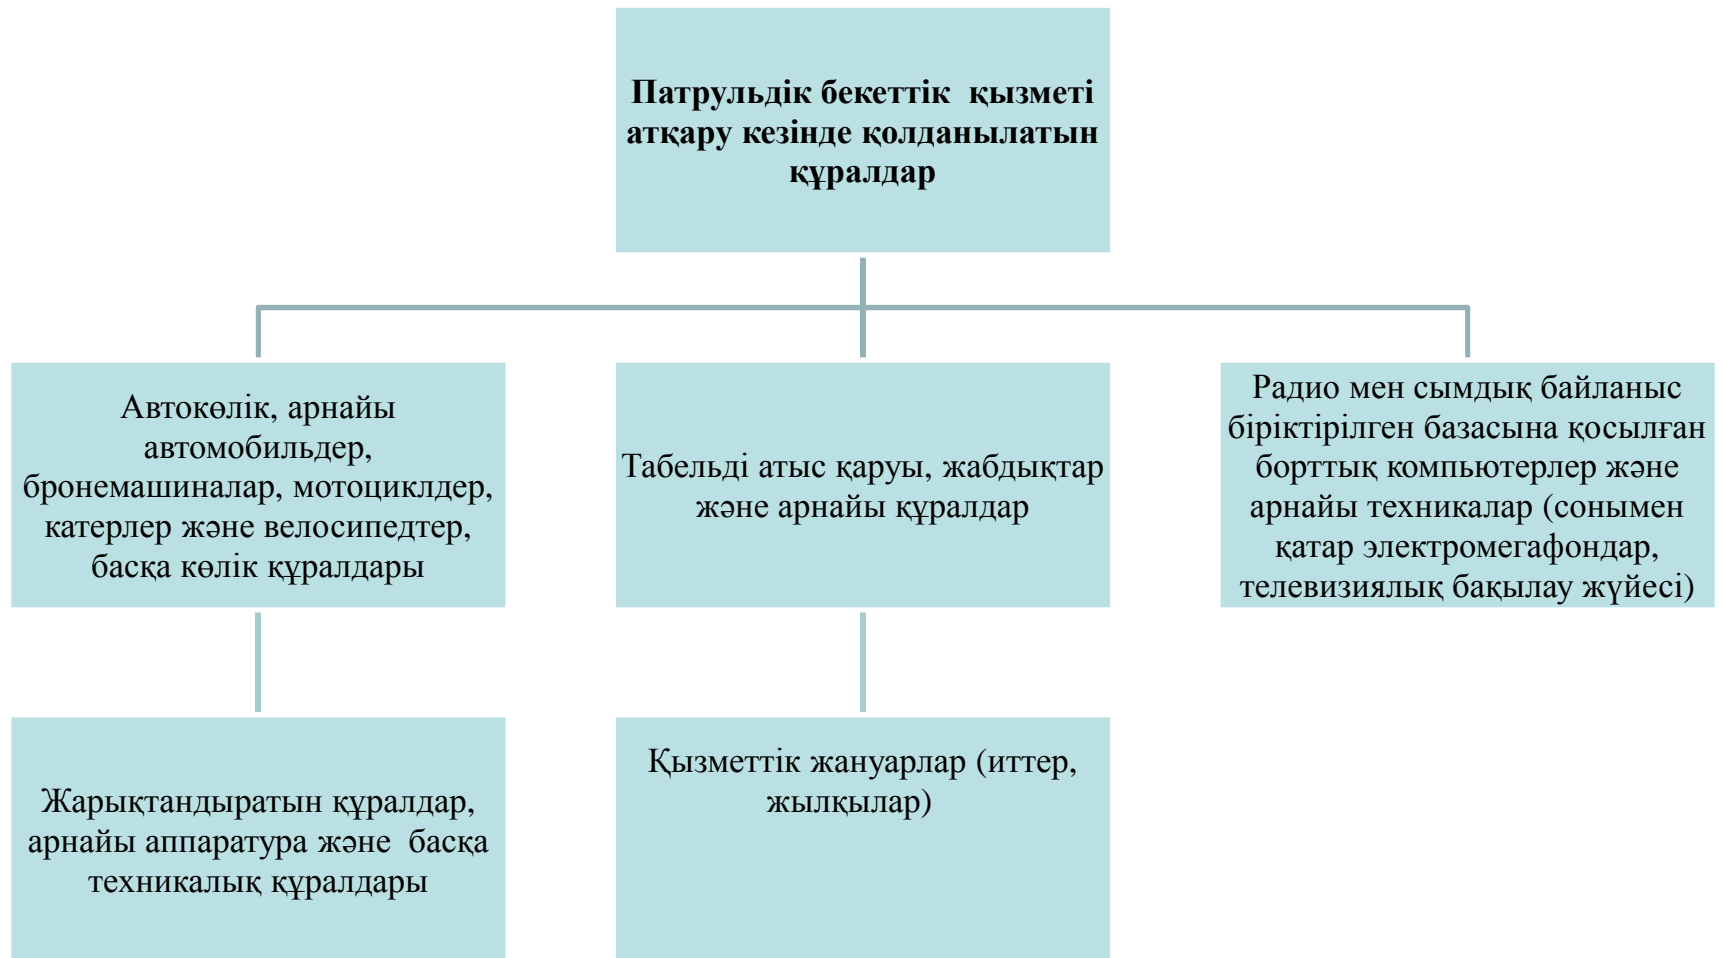 Патрульдік бекеттік қызметі
атқару кезінде қолданылатын
құралдар
Автокөлік, арнайы
автомобильдер,
бронемашиналар, мотоциклдер,
катерлер және велосипедтер,
басқа көлік құралдары
Табельді атыс қаруы, жабдықтар
және арнайы құралдар
Радио мен сымдық байланыс
біріктірілген базасына қосылған
борттық компьютерлер және
арнайы техникалар (сонымен
қатар электромегафондар,
телевизиялық бақылау жүйесі)
Жарықтандыратын құралдар,
арнайы аппаратура және басқа
техникалық құралдары
Қызметтік жануарлар (иттер,
жылқылар)